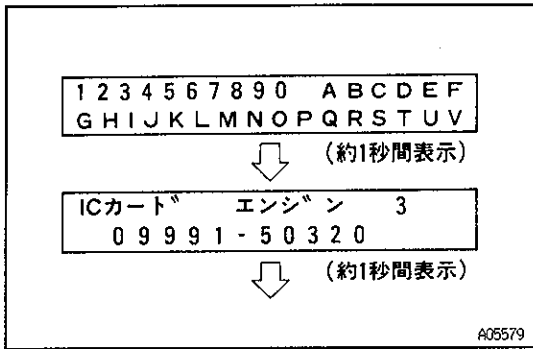 1234567890 ABCDEF
GHIJKLMNOPQRSTUV
(約1秒間表示)
ICカード エンジン 3
09991-50320
(約1秒間表示)
A05579